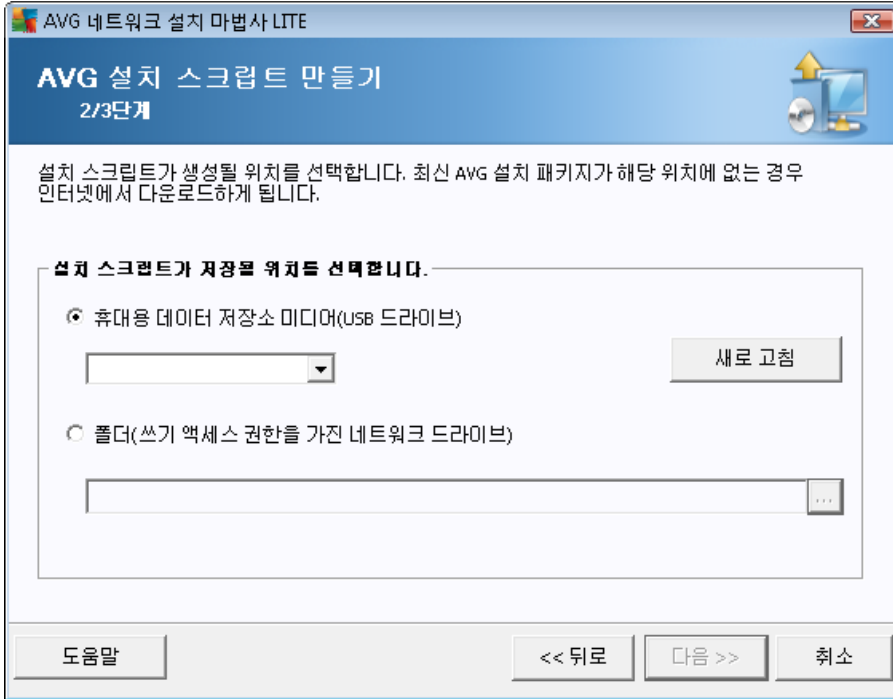 AVG 네트워크 설치 마법사 LITE
AVG 설치 스크립트 만들기
2/3단계
설치 스크립트가 생성될 위치를 선택합니다. 최신 AVG 설치 패키지가 해당 위치에 없는 경우
인터넷에서 다운로드하게 됩니다.
설치 스크립트가 저장될 위치를 선택합니다.
휴대용 데이터 저장소 미디어(USB 드라이브)
새로 고침
폴더(쓰기 액세스 권한을 가진 네트워크 드라이브)
...
도움말
<< 뒤로
다음 >>
취소